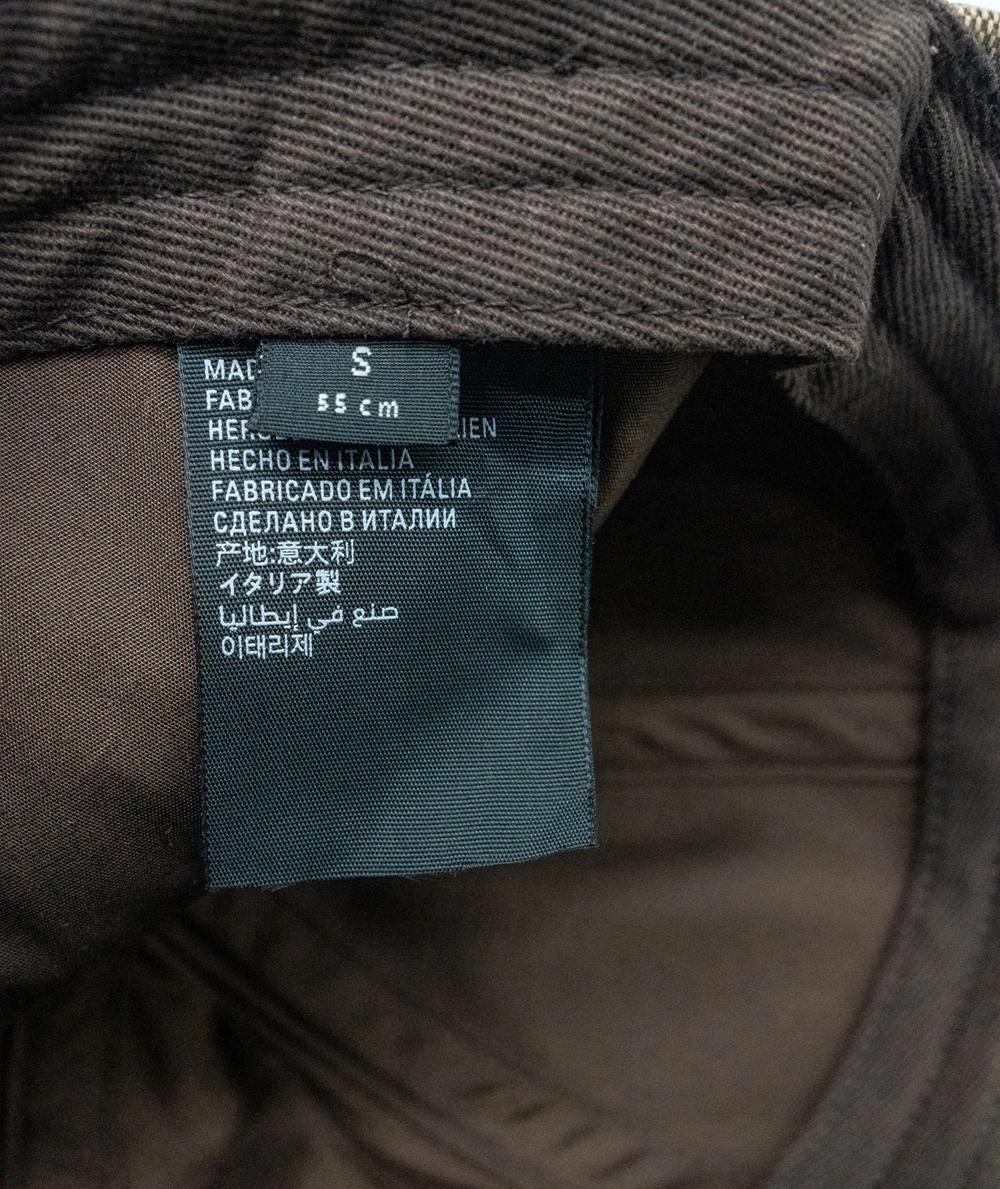 S
55 cm
HECHO EN ITALIA
FABRICADO EM ITÁLIA
СДЕЛАНО В ИТАЛИИ
产地:意大利
イタリア製
صنع في إيطاليا
이태리제